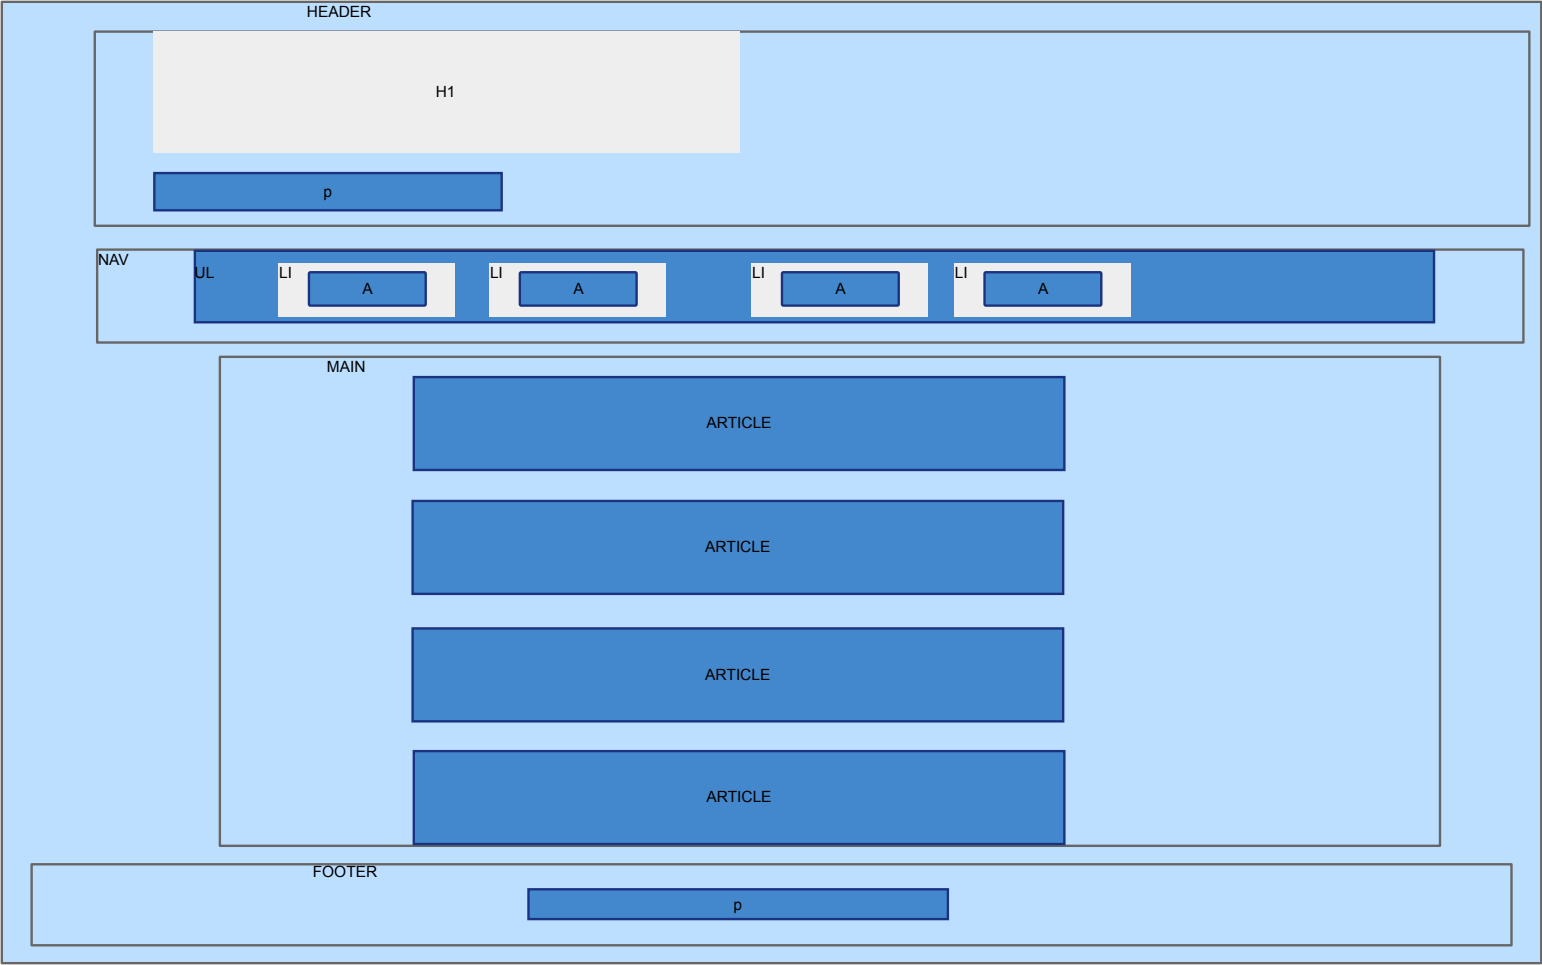 HEADER
H1
p
NAV
UL
LI
A
LI
A
LI
A
LI
A
MAIN
ARTICLE
ARTICLE
ARTICLE
ARTICLE
FOOTER
p